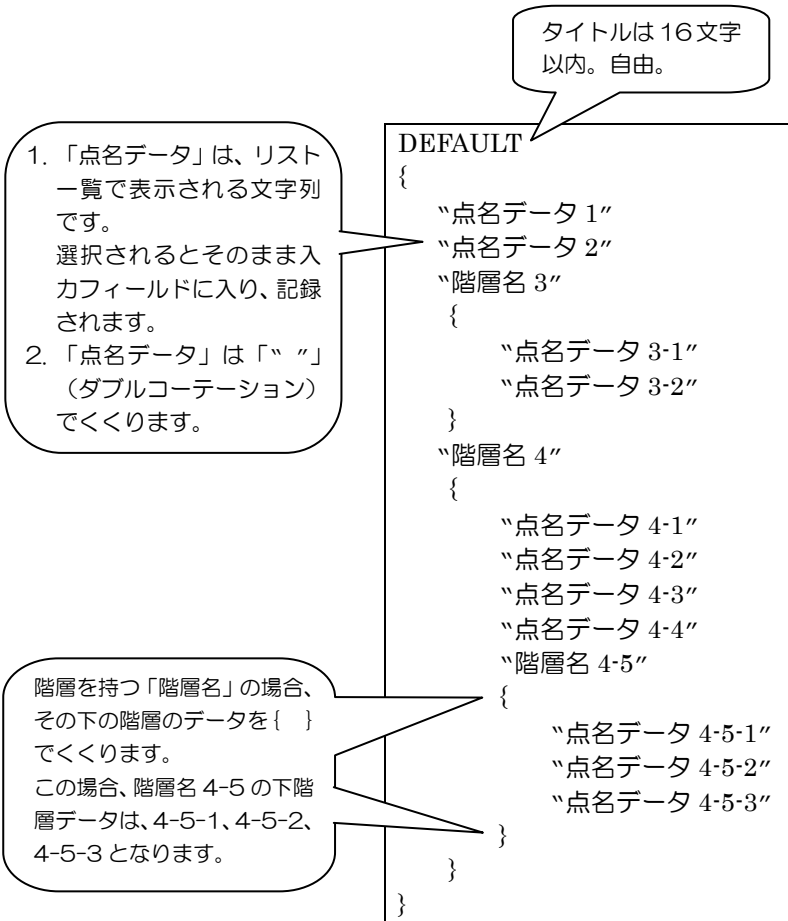 タイトルは 16文字
以内。自由。
1. 「点名データ」は、リスト
一覧で表示される文字列
です。
選択されるとそのまま入
力フィールドに入り、記録
されます。
2. 「点名データ」は「〝 〃」
（ダブルコーテーション）
でくくります。
DEFAULT
{
〝点名データ 1〃
〝点名データ 2〃
〝階層名 3〃
{
〝点名データ 3-1〃
〝点名データ 3-2〃
}
〝階層名 4〃
{
〝点名データ 4-1〃
〝点名データ 4-2〃
〝点名データ 4-3〃
〝点名データ 4-4〃
〝階層名 4-5〃
{
〝点名データ 4-5-1〃
〝点名データ 4-5-2〃
〝点名データ 4-5-3〃
}
}
}
階層を持つ「階層名」の場合、
その下の階層のデータを{ }
でくくります。
この場合、階層名 4-5 の下階
層データは、4-5-1、4-5-2、
4-5-3 となります。